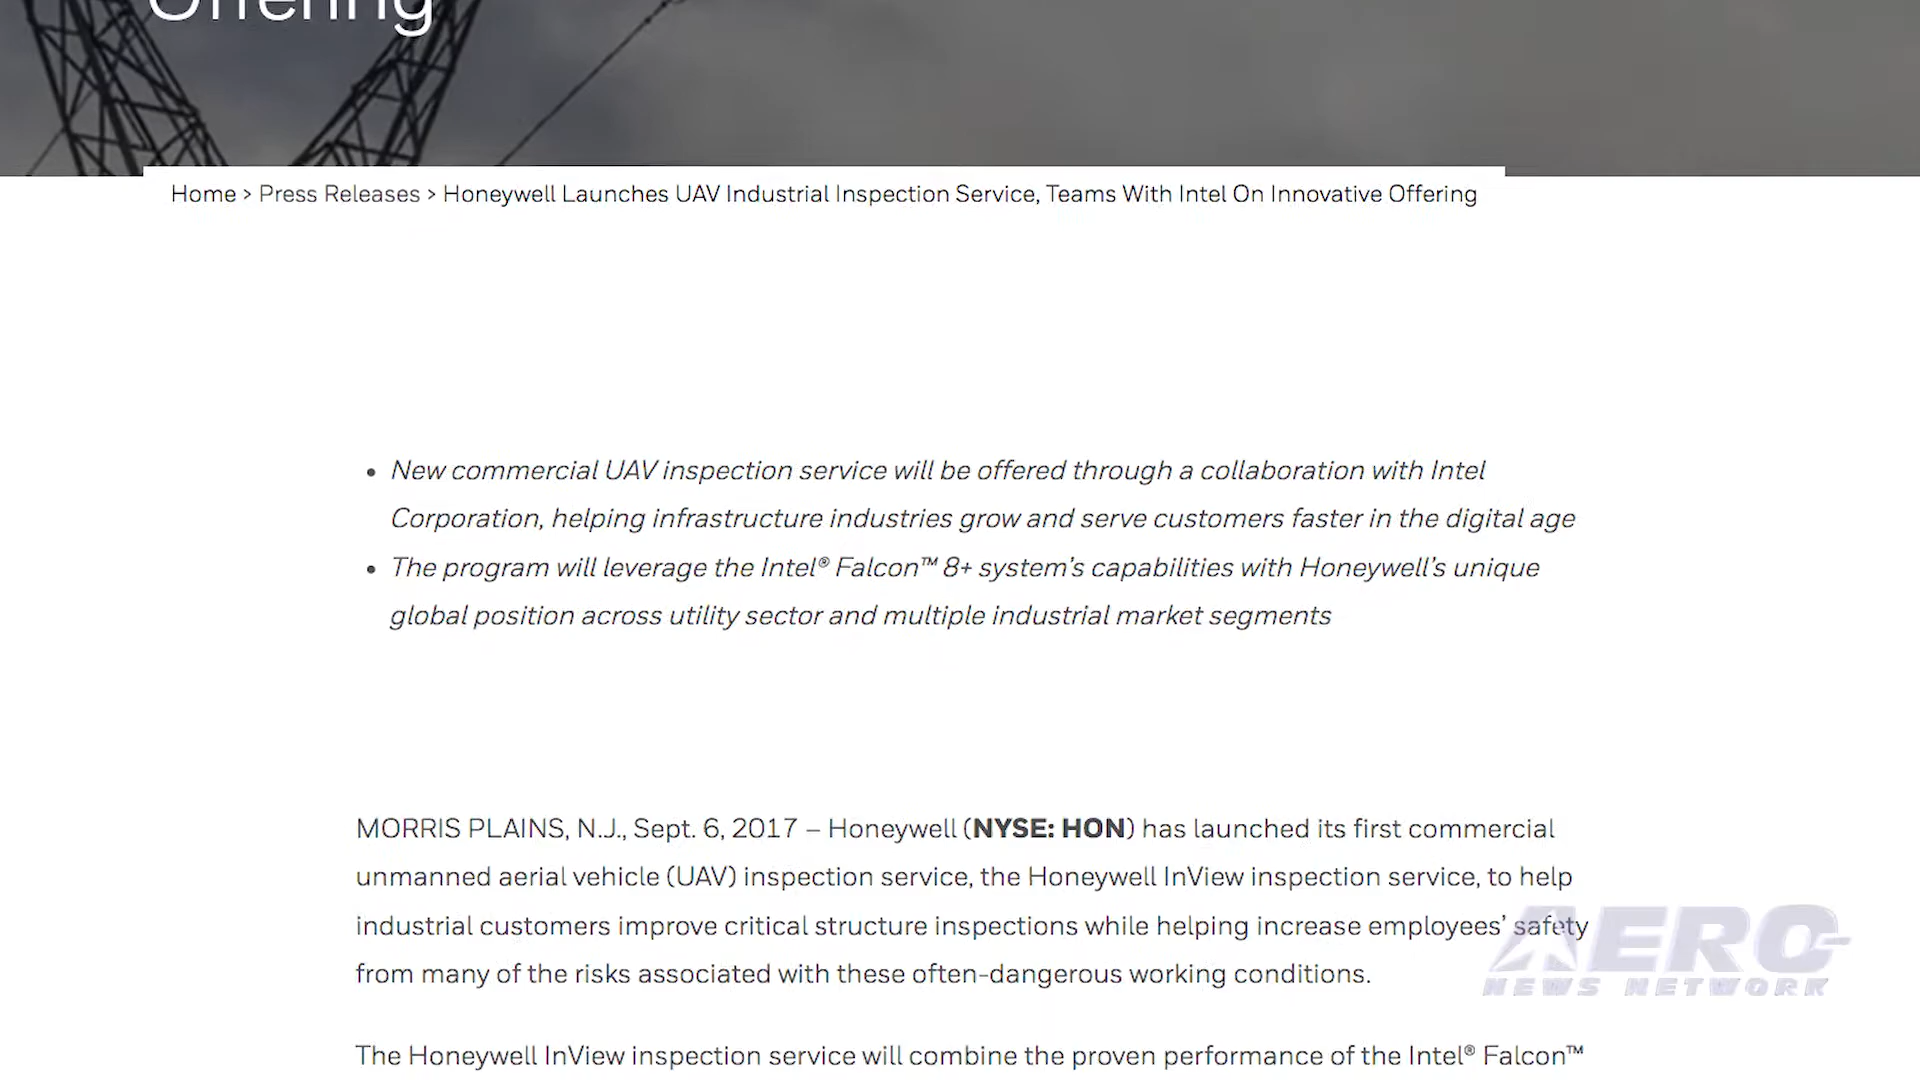 Offering
Home > Press Releases > Honeywell Launches UAV Industrial Inspection Service, Teams With Intel On Innovative Offering
• New commercial UAV inspection service will be offered through a collaboration with Intel
Corporation, helping infrastructure industries grow and serve customers faster in the digital age
• The program will leverage the Intel® Falcon™ 8+ system’s capabilities with Honeywell’s unique
global position across utility sector and multiple industrial market segments
MORRIS PLAINS, N.J., Sept. 6, 2017 – Honeywell (NYSE: HON) has launched its first commercial
unmanned aerial vehicle (UAV) inspection service, the Honeywell InView inspection service, to help
industrial customers improve critical structure inspections while helping increase employees’ safety
from many of the risks associated with these often-dangerous working conditions.
AERO
NEWS NETWORK
The Honeywell InView inspection service will combine the proven performance of the Intel® Falcon™